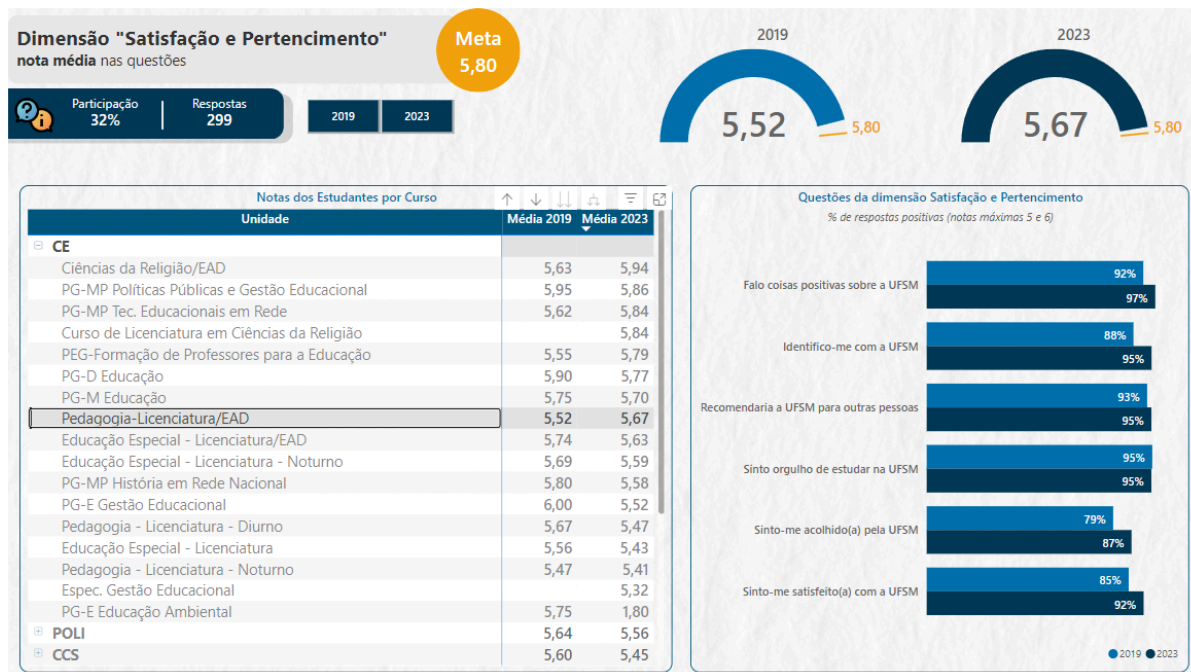 Dimensão "Satisfação e Pertencimento"
nota média nas questões
Meta
5,80
Participação
32%
Respostas
299
2019
2023
2019
5,52
5,80
2023
5,67
5,80
Notas dos Estudantes por Curso
Unidade Média 2019 Média 2023
CE
Ciências da Religião/EAD 5,63 5,94
PG-MP Políticas Públicas e Gestão Educacional 5,95 5,86
PG-MP Tec. Educacionais em Rede 5,62 5,84
Curso de Licenciatura em Ciências da Religião 5,84
PEG-Formação de Professores para a Educação 5,55 5,79
PG-D Educação 5,90 5,77
PG-M Educação 5,75 5,70
Pedagogia-Licenciatura/EAD 5,52 5,67
Educação Especial - Licenciatura/EAD 5,74 5,63
Educação Especial - Licenciatura - Noturno 5,69 5,59
PG-MP História em Rede Nacional 5,80 5,58
PG-E Gestão Educacional 6,00 5,52
Pedagogia - Licenciatura - Diurno 5,67 5,47
Educação Especial - Licenciatura 5,56 5,43
Pedagogia - Licenciatura - Noturno 5,47 5,41
Espec. Gestão Educacional 5,32
PG-E Educação Ambiental 5,75 1,80
POLI 5,64 5,56
CCS 5,60 5,45
Questões da dimensão Satisfação e Pertencimento
% de respostas positivas (notas máximas 5 e 6)
Falo coisas positivas sobre a UFSM
92%
97%
Identifico-me com a UFSM
88%
95%
Recomendaria a UFSM para outras pessoas
93%
95%
Sinto orgulho de estudar na UFSM
95%
95%
Sinto-me acolhido(a) pela UFSM
79%
87%
Sinto-me satisfeito(a) com a UFSM
85%
92%
2019 2023